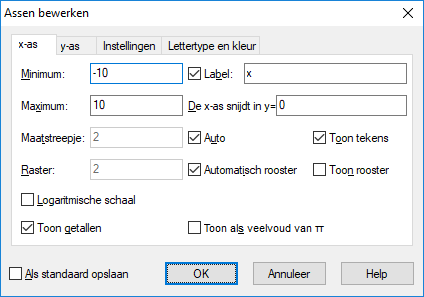 Assen bewerken
x-as y-as Instellingen Lettertype en kleur
Minimum: -10 Label: x
Maximum: 10 De x-as snijdt in y= 0
Maatstreepje: 2 Auto Toon tekens
Raster: 2 Automatisch rooster Toon rooster
Logaritmische schaal
Toon getallen Toon als veelvoud van π
Als standaard opslaan OK Annuleer Help